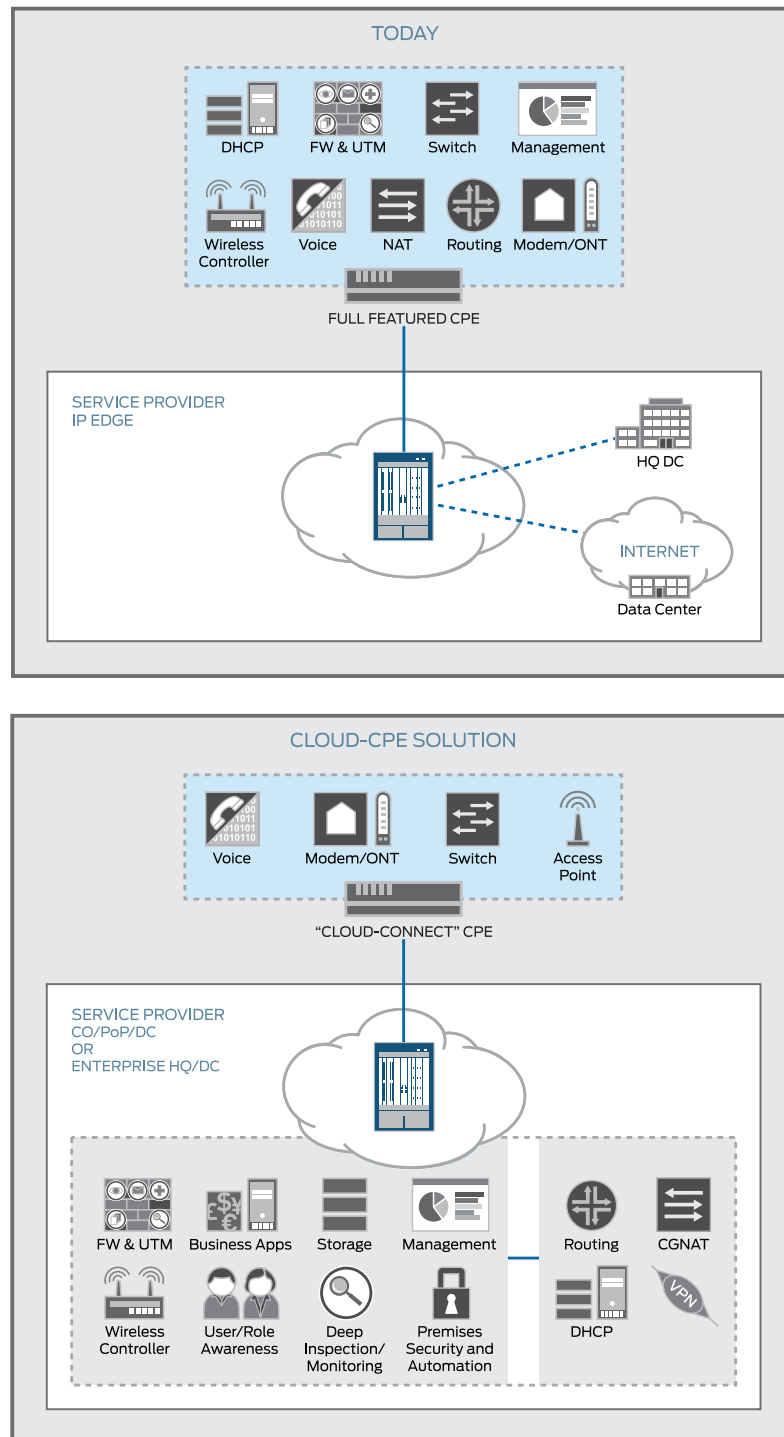 TODAY
DHCP
FW & UTM
Switch
Management
Wireless
Controller
Voice
NAT
Routing
Modem/ONT
FULL FEATURED CPE
SERVICE PROVIDER
IP EDGE
HQ DC
INTERNET
Data Center
CLOUD-CPE SOLUTION
Voice
Modem/ONT
Switch
Access
Point
“CLOUD-CONNECT” CPE
SERVICE PROVIDER
CO/PoP/DC
OR
ENTERPRISE HQ/DC
FW & UTM
Business Apps
Storage
Management
Routing
CGNAT
Wireless
Controller
User/Role
Awareness
Deep
Inspection/
Monitoring
Premises
Security and
Automation
DHCP
VPN